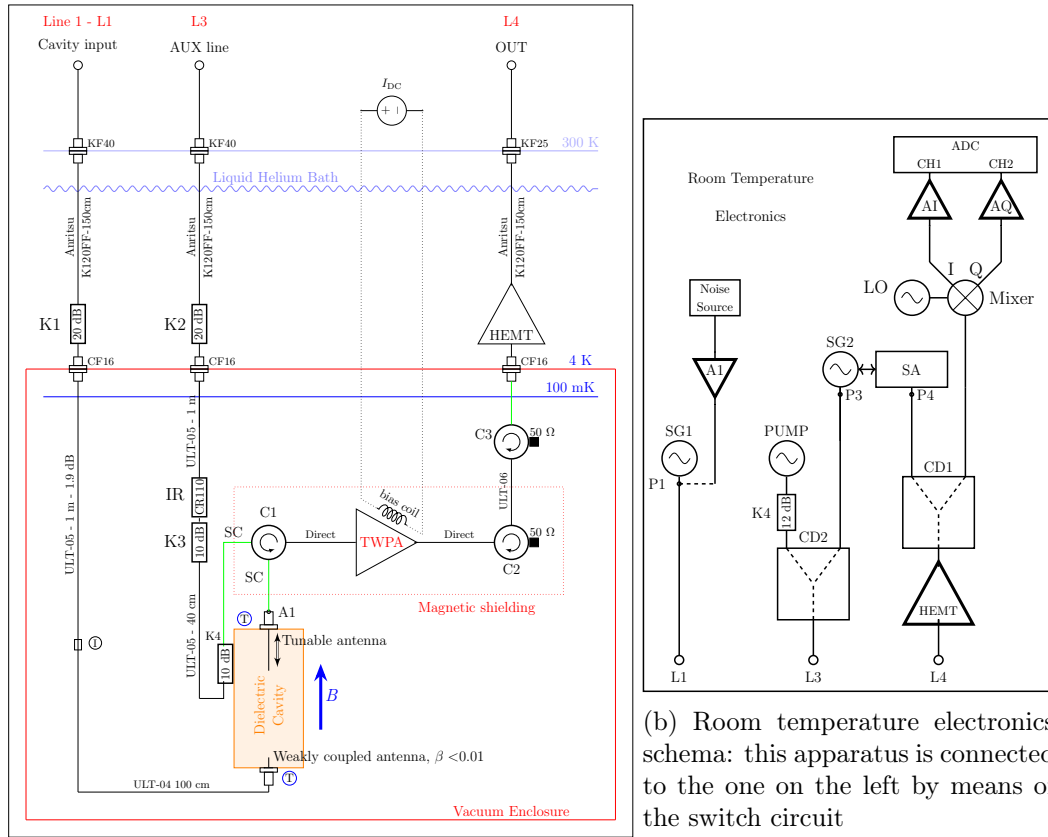 Line 1 - L1
L3
L4
Cavity input
AUX line
OUT
I_DC
+ −
KF40
KF40
KF25
300 K
Liquid Helium Bath
Anritsu
K120FF-150cm
Anritsu
K120FF-150cm
Anritsu
K120FF-150cm
K1
20 dB
K2
20 dB
HEMT
CF16
CF16
CF16
4 K
100 mK
ULT-05 - 1 m - 1.9 dB
ULT-05 - 1 m
C3
50 Ω
ULT-06
IR
CR110
bias coil
C1
K3
10 dB
SC
Direct
TWPA
Direct
50 Ω
C2
SC
Magnetic shielding
ULT-05 - 40 cm
T
A1
K4
10 dB
Tunable antenna
T
Dielectric
Cavity
B
Weakly coupled antenna, β <0.01
T
ULT-04 100 cm
Vacuum Enclosure
Room Temperature
Electronics
ADC
CH1
CH2
AI
AQ
I
Q
LO
Mixer
Noise
Source
A1
SG2
SA
P3
P4
SG1
PUMP
P1
K4
12 dB
CD1
CD2
HEMT
L1
L3
L4
(b) Room temperature electronics
schema: this apparatus is connected
to the one on the left by means of
the switch circuit